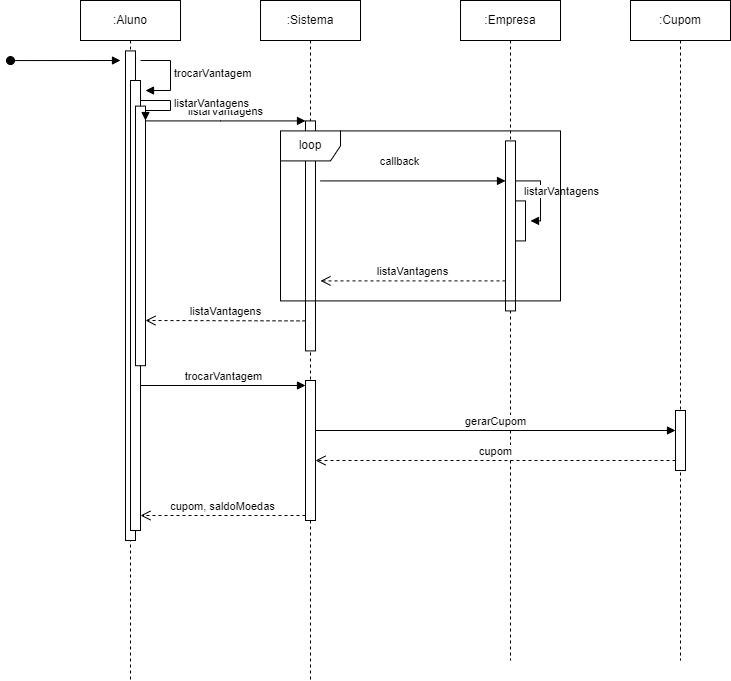 :Aluno
:Sistema
:Empresa
:Cupom
trocarVantagem
listarVantagens
listarVantagens
loop
callback
listarVantagens
listaVantagens
listaVantagens
trocarVantagem
gerarCupom
cupom
cupom, saldoMoedas